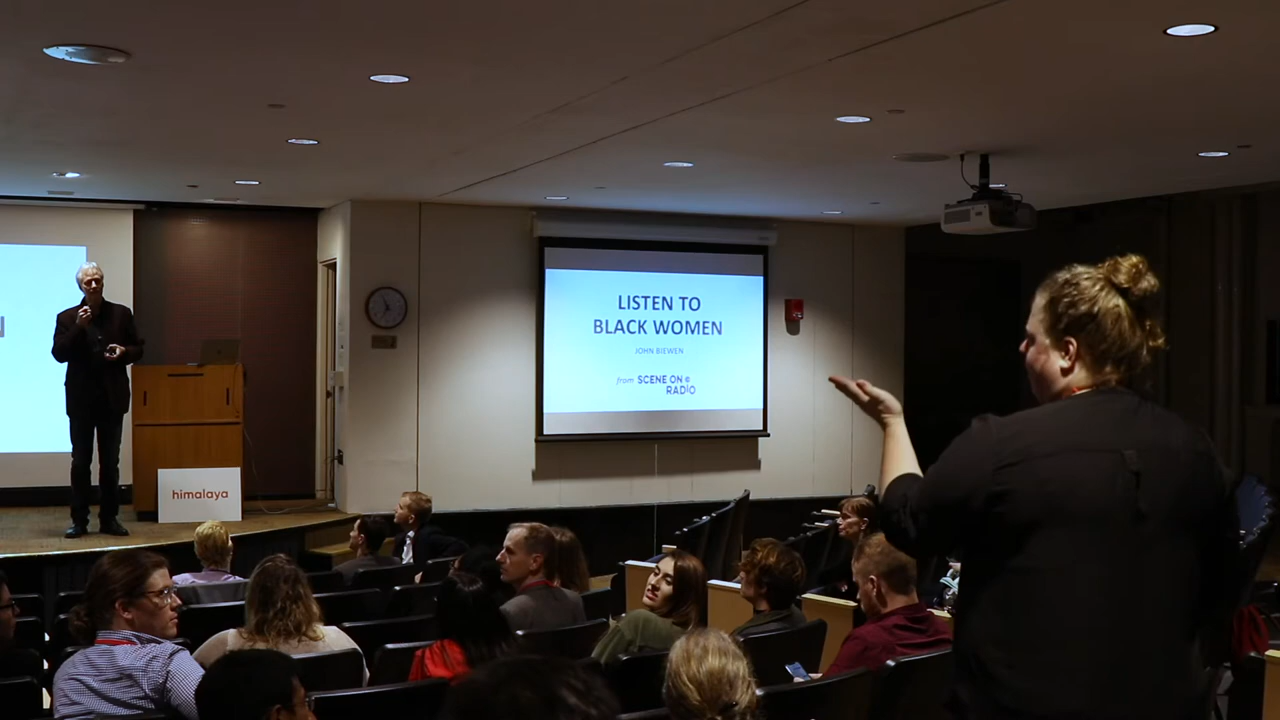 LISTEN TO
BLACK WOMEN
JOHN BIEWEN
from SCENE ON
RADIO
himalaya